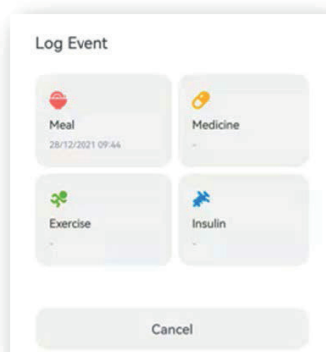 Log Event
Meal
28/12/2021 09:44
Medicine
-
Exercise
-
Insulin
-
Cancel